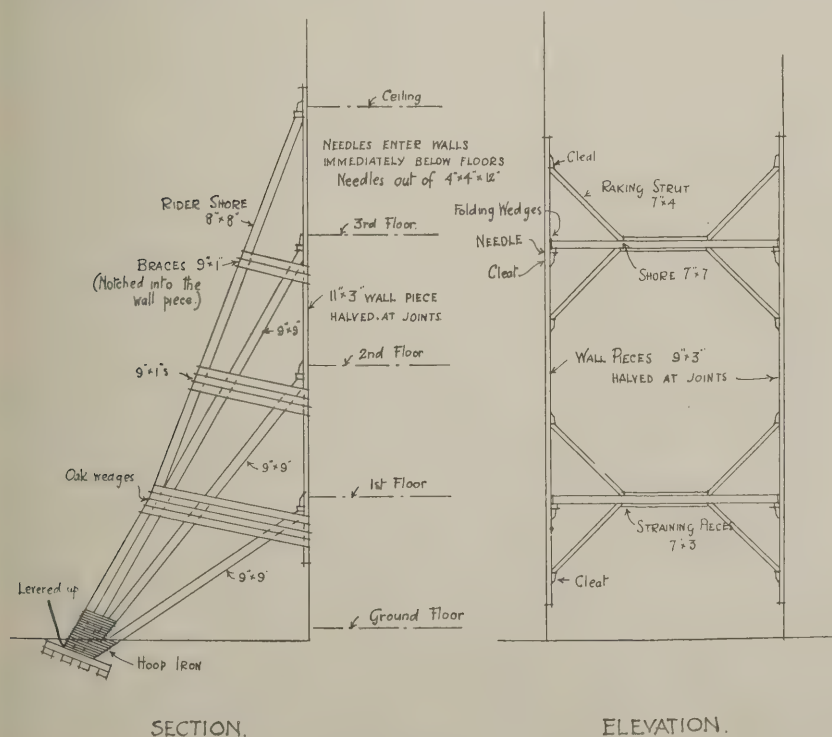 Ceiling
NEEDLES ENTER WALLS
IMMEDIATELY BELOW FLOORS
Needles out of 4"×4"×12"
RIDER SHORE
8"×8"
3rd Floor.
BRACES 9"×1"
(Notched into the
wall piece.)
11"×3" WALL PIECE
HALVED. AT JOINTS
9"×9"
2nd Floor
9"×1"s
9"×9"
Oak wedges
1st Floor
9"×9"
Levered up
Ground Floor
HOOP IRON
SECTION.
Cleat
RAKING STRUT
7"×4
Folding Wedges
NEEDLE
Cleat
SHORE 7"×7
WALL PIECES 9"×3"
HALVED AT JOINTS
STRAINING PIECES
7"×3
Cleat
ELEVATION.